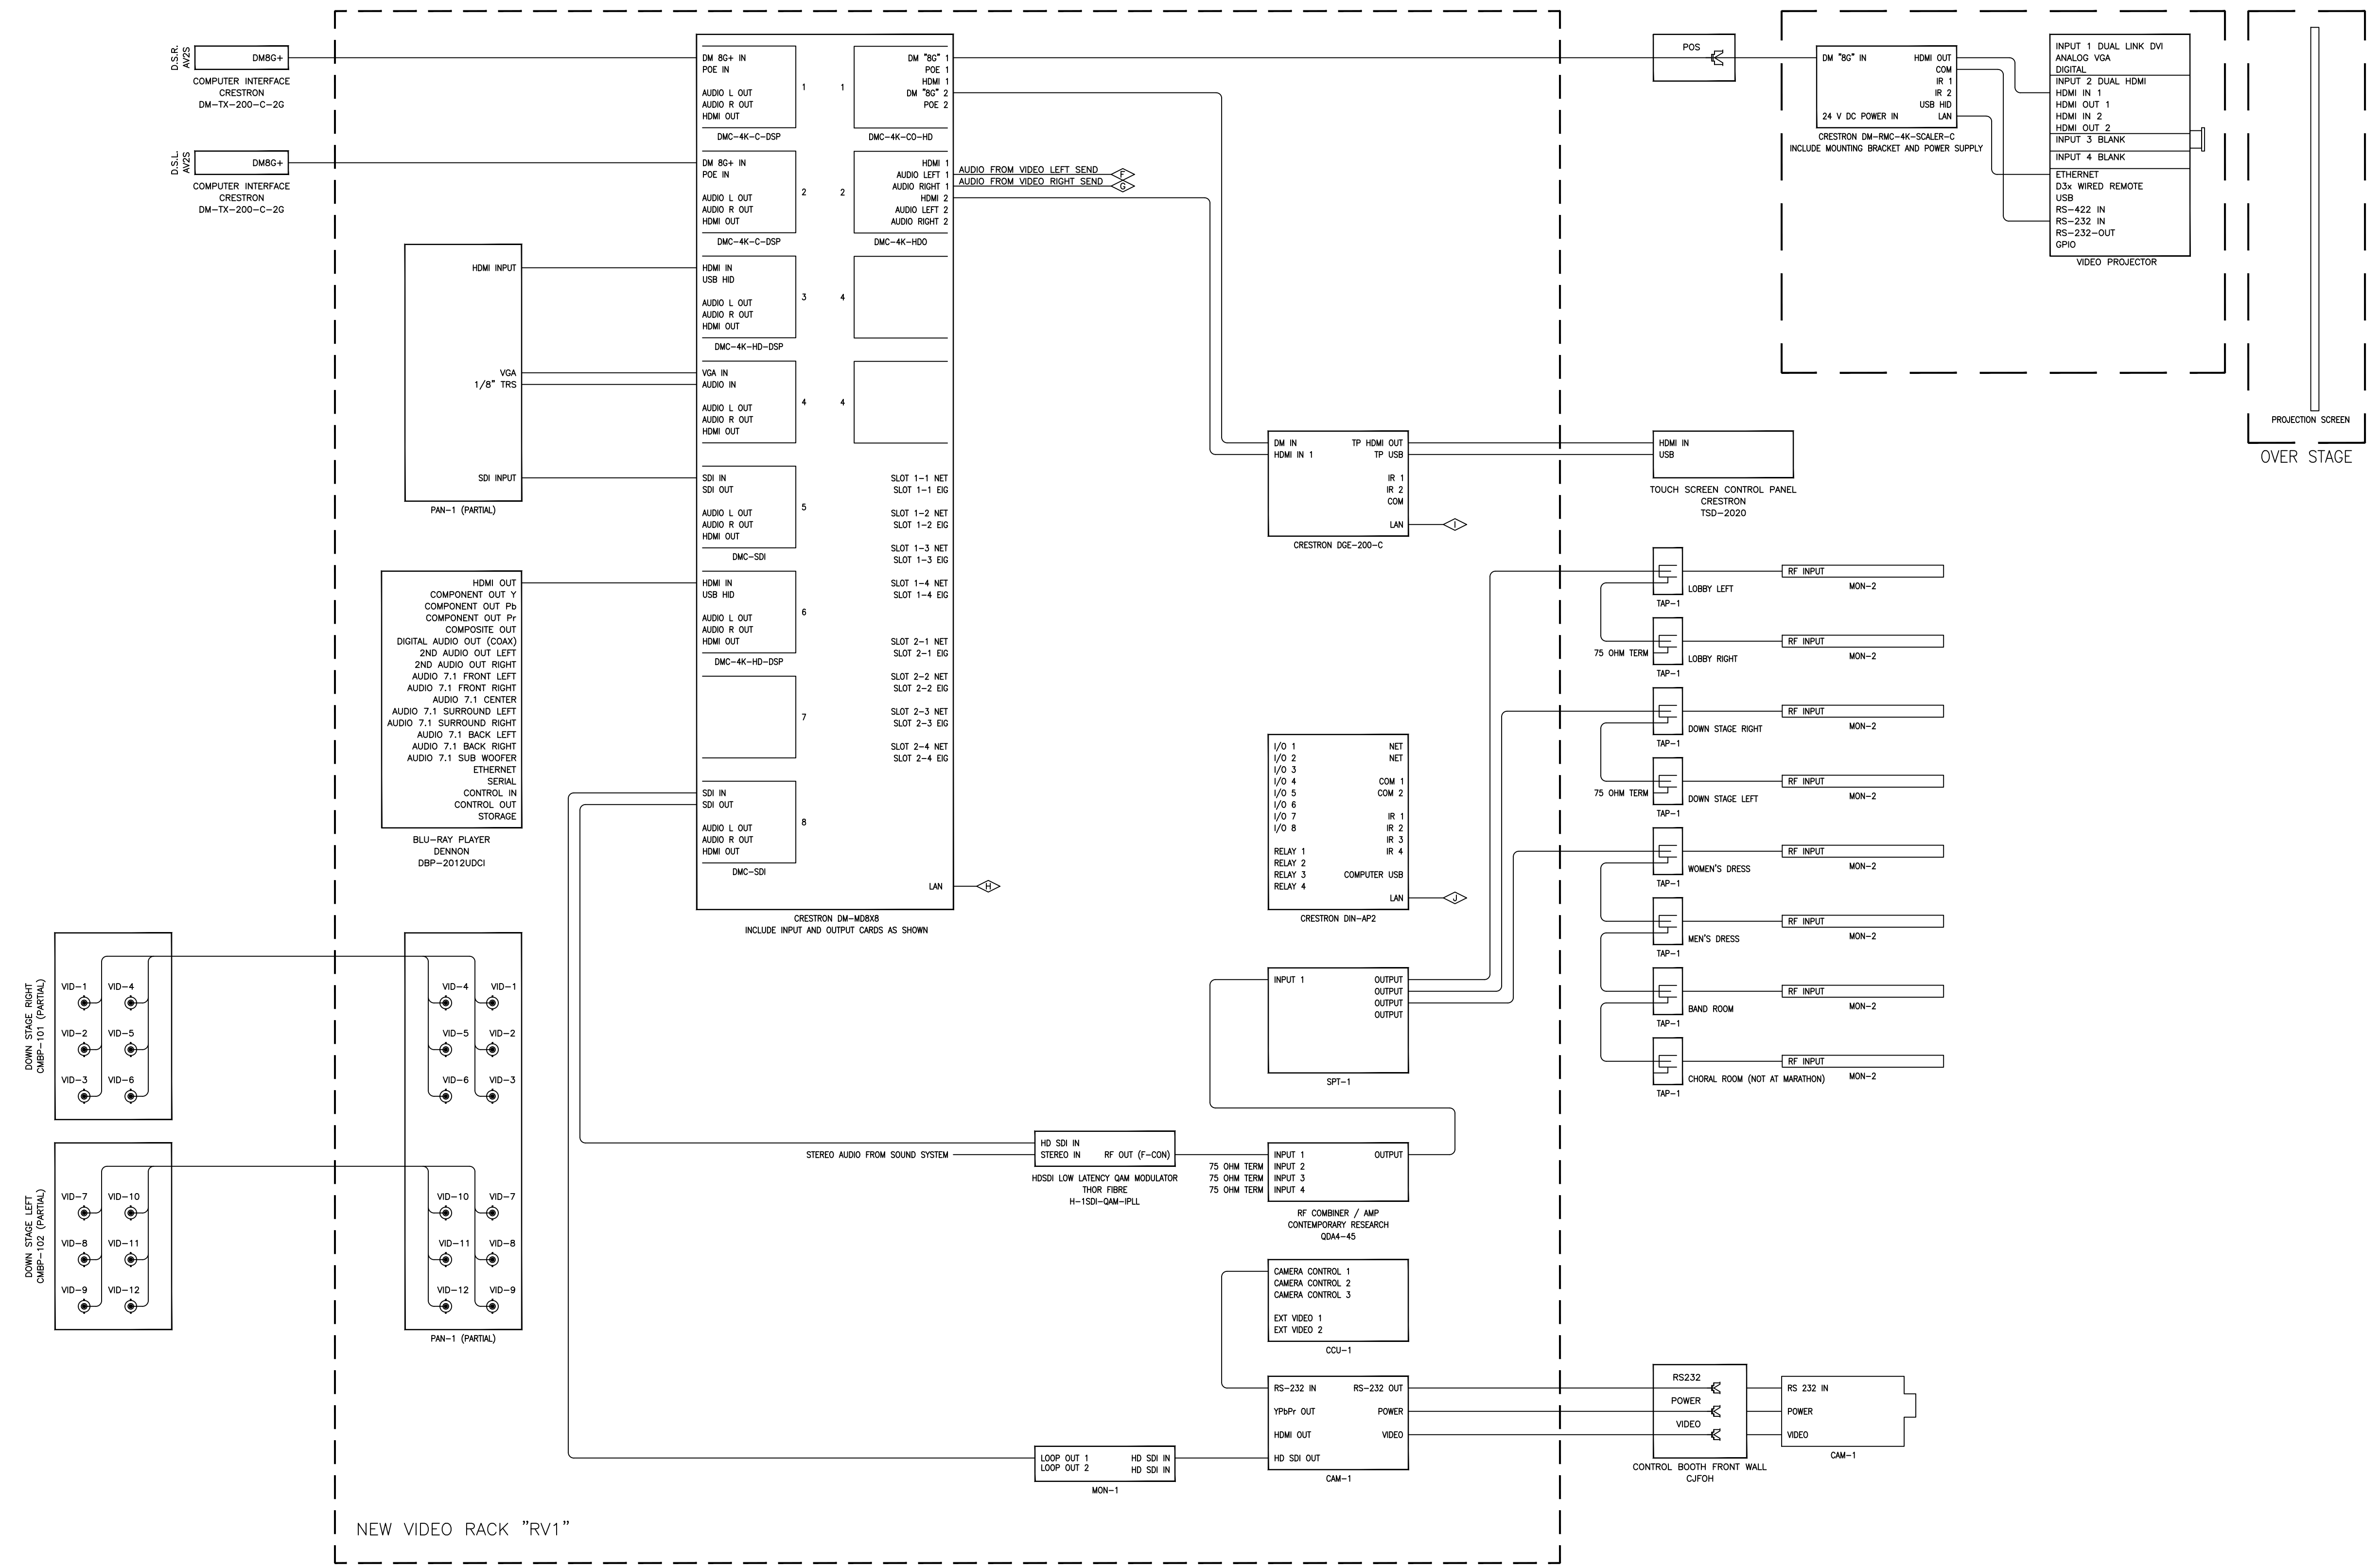 D.S.R.
AV2S
DM8G+
COMPUTER INTERFACE
CRESTRON
DM-TX-200-C-2G
D.S.L.
AV2S
DM8G+
COMPUTER INTERFACE
CRESTRON
DM-TX-200-C-2G
HDMI INPUT
VGA
1/8" TRS
SDI INPUT
PAN-1 (PARTIAL)
HDMI OUT
COMPONENT OUT Y
COMPONENT OUT Pb
COMPONENT OUT Pr
COMPOSITE OUT
DIGITAL AUDIO OUT (COAX)
2ND AUDIO OUT LEFT
2ND AUDIO OUT RIGHT
AUDIO 7.1 FRONT LEFT
AUDIO 7.1 FRONT RIGHT
AUDIO 7.1 CENTER
AUDIO 7.1 SURROUND LEFT
AUDIO 7.1 SURROUND RIGHT
AUDIO 7.1 BACK LEFT
AUDIO 7.1 BACK RIGHT
AUDIO 7.1 SUB WOOFER
ETHERNET
SERIAL
CONTROL IN
CONTROL OUT
STORAGE
BLU-RAY PLAYER
DENNON
DBP-2012UDCI
DOWN STAGE RIGHT
CMBP-101 (PARTIAL)
VID-1 VID-4
VID-2 VID-5
VID-3 VID-6
VID-4 VID-1
VID-5 VID-2
VID-6 VID-3
DOWN STAGE LEFT
CMBP-102 (PARTIAL)
VID-7 VID-10
VID-8 VID-11
VID-9 VID-12
VID-10 VID-7
VID-11 VID-8
VID-12 VID-9
PAN-1 (PARTIAL)
NEW VIDEO RACK "RV1"
DM 8G+ IN
POE IN
AUDIO L OUT
AUDIO R OUT
HDMI OUT
1
DMC-4K-C-DSP
DM 8G+ IN
POE IN
AUDIO L OUT
AUDIO R OUT
HDMI OUT
2
DMC-4K-C-DSP
HDMI IN
USB HID
AUDIO L OUT
AUDIO R OUT
HDMI OUT
3
DMC-4K-HD-DSP
VGA IN
AUDIO IN
AUDIO L OUT
AUDIO R OUT
HDMI OUT
4
SDI IN
SDI OUT
AUDIO L OUT
AUDIO R OUT
HDMI OUT
5
DMC-SDI
HDMI IN
USB HID
AUDIO L OUT
AUDIO R OUT
HDMI OUT
6
DMC-4K-HD-DSP
7
SDI IN
SDI OUT
AUDIO L OUT
AUDIO R OUT
HDMI OUT
8
DMC-SDI
1
DM "8G" 1
POE 1
HDMI 1
DM "8G" 2
POE 2
DMC-4K-CO-HD
2
HDMI 1
AUDIO LEFT 1
AUDIO RIGHT 1
HDMI 2
AUDIO LEFT 2
AUDIO RIGHT 2
DMC-4K-HDO
4
4
SLOT 1-1 NET
SLOT 1-1 EIG
SLOT 1-2 NET
SLOT 1-2 EIG
SLOT 1-3 NET
SLOT 1-3 EIG
SLOT 1-4 NET
SLOT 1-4 EIG
SLOT 2-1 NET
SLOT 2-1 EIG
SLOT 2-2 NET
SLOT 2-2 EIG
SLOT 2-3 NET
SLOT 2-3 EIG
SLOT 2-4 NET
SLOT 2-4 EIG
LAN
H
CRESTRON DM-MD8X8
INCLUDE INPUT AND OUTPUT CARDS AS SHOWN
AUDIO FROM VIDEO LEFT SEND
F
AUDIO FROM VIDEO RIGHT SEND
G
DM IN TP HDMI OUT
HDMI IN 1 TP USB
IR 1
IR 2
COM
LAN
I
CRESTRON DGE-200-C
I/O 1 NET
I/O 2 NET
I/O 3
I/O 4 COM 1
I/O 5 COM 2
I/O 6
I/O 7 IR 1
I/O 8 IR 2
IR 3
RELAY 1 IR 4
RELAY 2
RELAY 3 COMPUTER USB
RELAY 4
LAN
J
CRESTRON DIN-AP2
INPUT 1 OUTPUT
OUTPUT
OUTPUT
OUTPUT
SPT-1
STEREO AUDIO FROM SOUND SYSTEM
HD SDI IN
STEREO IN RF OUT (F-CON)
HDSDI LOW LATENCY QAM MODULATOR
THOR FIBRE
H-1SDI-QAM-IPLL
INPUT 1 OUTPUT
75 OHM TERM INPUT 2
75 OHM TERM INPUT 3
75 OHM TERM INPUT 4
RF COMBINER / AMP
CONTEMPORARY RESEARCH
QDA4-45
CAMERA CONTROL 1
CAMERA CONTROL 2
CAMERA CONTROL 3
EXT VIDEO 1
EXT VIDEO 2
CCU-1
RS-232 IN RS-232 OUT
YPbPr OUT POWER
HDMI OUT VIDEO
HD SDI OUT
CAM-1
LOOP OUT 1 HD SDI IN
LOOP OUT 2 HD SDI IN
MON-1
POS
DM "8G" IN HDMI OUT
COM
IR 1
IR 2
USB HID
24 V DC POWER IN LAN
CRESTRON DM-RMC-4K-SCALER-C
INCLUDE MOUNTING BRACKET AND POWER SUPPLY
INPUT 1 DUAL LINK DVI
ANALOG VGA
DIGITAL
INPUT 2 DUAL HDMI
HDMI IN 1
HDMI OUT 1
HDMI IN 2
HDMI OUT 2
INPUT 3 BLANK
INPUT 4 BLANK
ETHERNET
D3x WIRED REMOTE
USB
RS-422 IN
RS-232 IN
RS-232-OUT
GPIO
VIDEO PROJECTOR
PROJECTION SCREEN
OVER STAGE
HDMI IN
USB
TOUCH SCREEN CONTROL PANEL
CRESTRON
TSD-2020
TAP-1
LOBBY LEFT
RF INPUT
MON-2
75 OHM TERM
TAP-1
LOBBY RIGHT
RF INPUT
MON-2
TAP-1
DOWN STAGE RIGHT
RF INPUT
MON-2
75 OHM TERM
TAP-1
DOWN STAGE LEFT
RF INPUT
MON-2
TAP-1
WOMEN'S DRESS
RF INPUT
MON-2
TAP-1
MEN'S DRESS
RF INPUT
MON-2
TAP-1
BAND ROOM
RF INPUT
MON-2
TAP-1
CHORAL ROOM (NOT AT MARATHON)
RF INPUT
MON-2
RS232
POWER
VIDEO
CONTROL BOOTH FRONT WALL
CJFOH
RS 232 IN
POWER
VIDEO
CAM-1